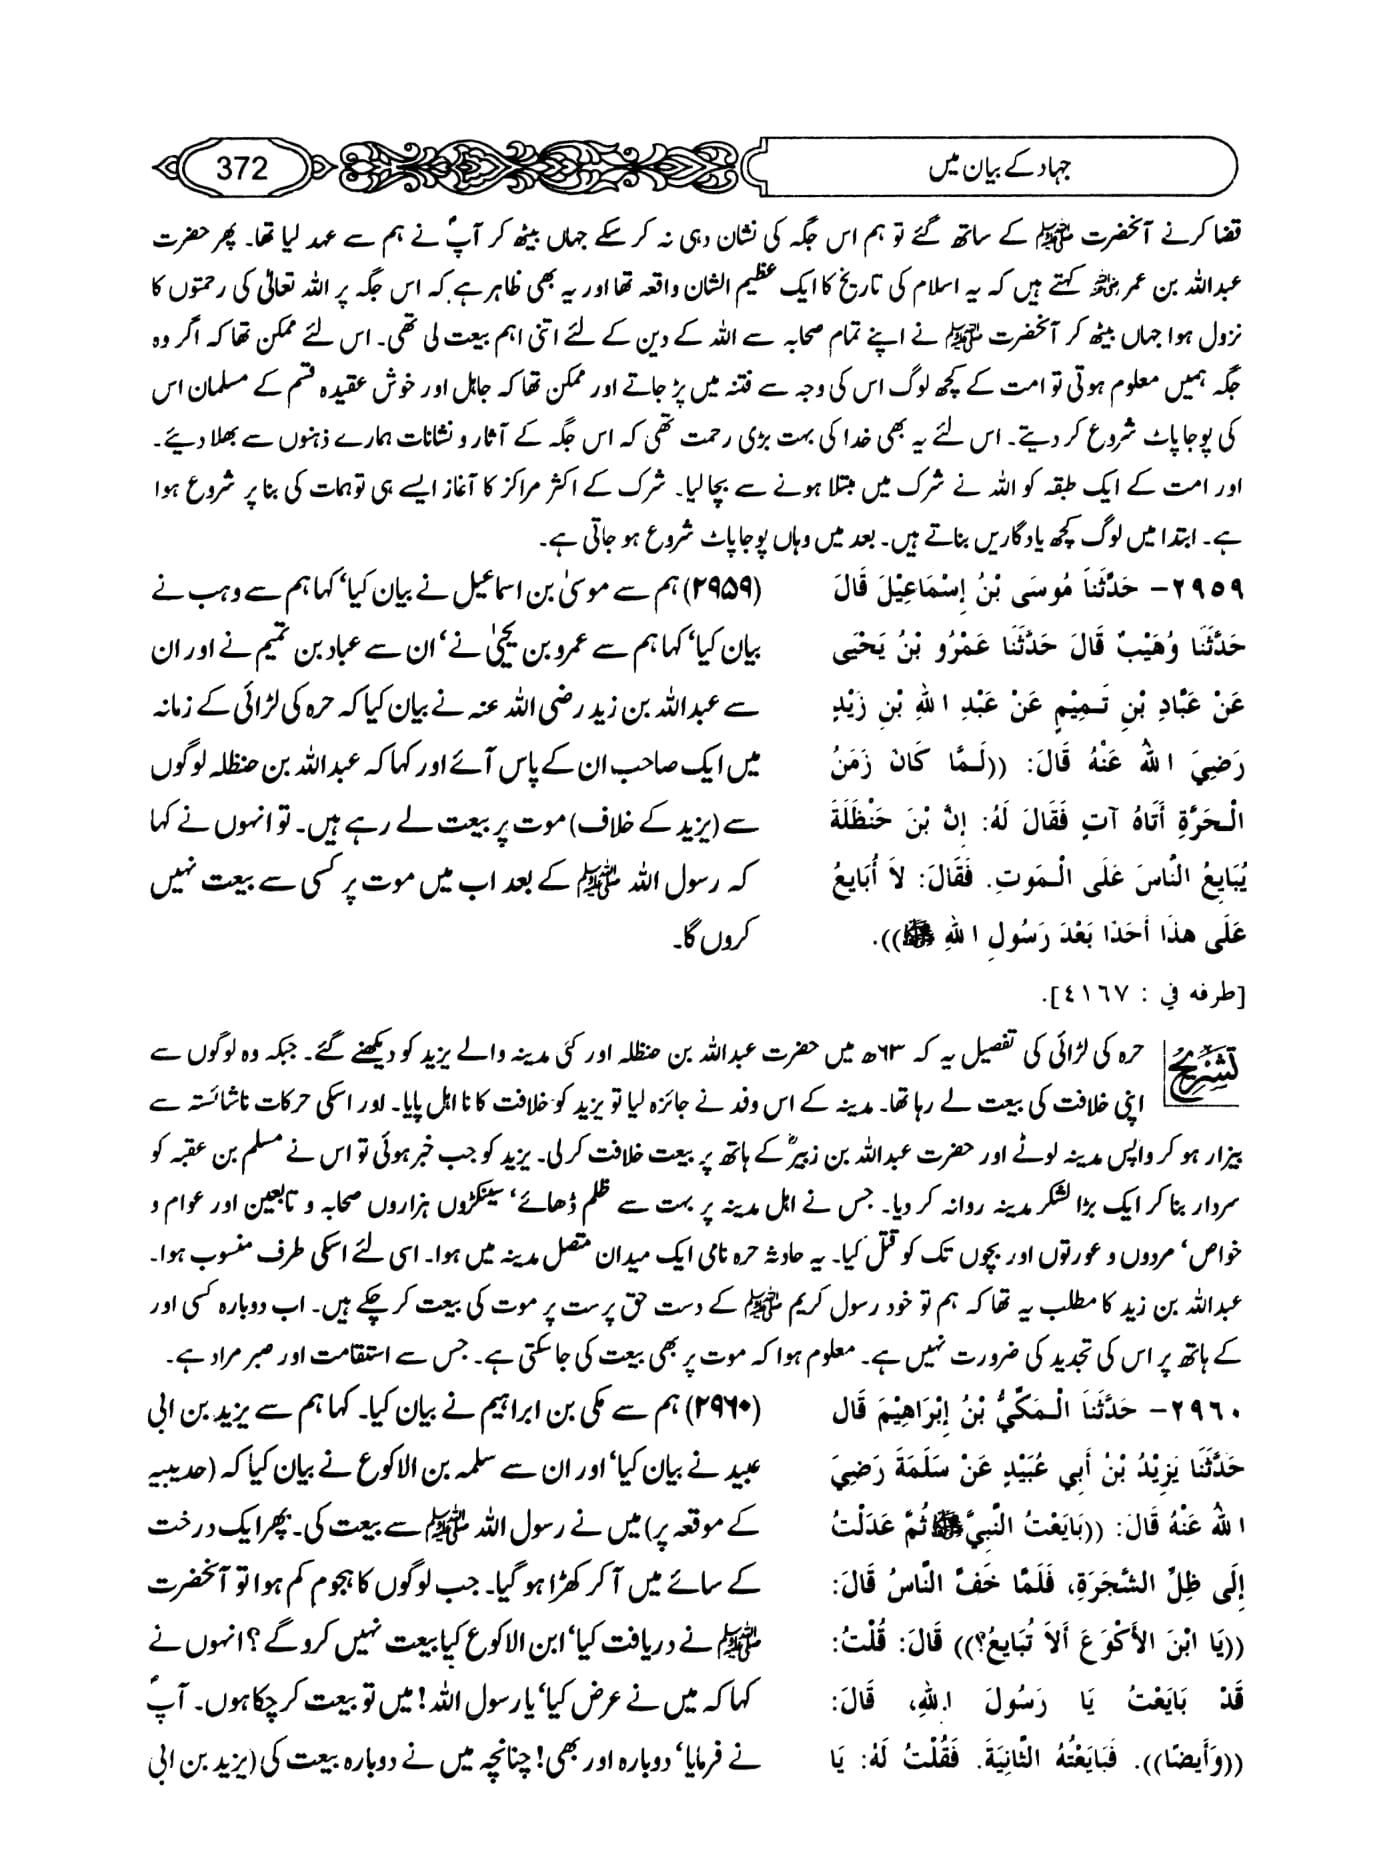 جہاد کے بیان میں
372
قضا کرنے آنحضرت ﷺ کے ساتھ گئے تو ہم اس جگہ کی نشان دہی نہ کر سکے جہاں بیٹھ کر آپؐ نے ہم سے عہد لیا تھا۔ پھر حضرت
عبداللہ بن عمر رضی اللہ عنہ کہتے ہیں کہ یہ اسلام کی تاریخ کا ایک عظیم الشان واقعہ تھا اور یہ بھی ظاہر ہے کہ اس جگہ پر اللہ تعالیٰ کی رحمتوں کا
نزول ہوا جہاں بیٹھ کر آنحضرت ﷺ نے اپنے تمام صحابہ سے اللہ کے دین کے لئے اتنی اہم بیعت لی تھی۔ اس لئے ممکن تھا کہ اگر وہ
جگہ ہمیں معلوم ہوتی تو امت کے کچھ لوگ اس کی وجہ سے فتنہ میں پڑ جاتے اور ممکن تھا کہ جاہل اور خوش عقیدہ قسم کے مسلمان اس
کی پوجا پاٹ شروع کر دیتے۔ اس لئے یہ بھی خدا کی بہت بڑی رحمت تھی کہ اس جگہ کے آثار و نشانات ہمارے ذہنوں سے بھلا دیئے۔
اور امت کے ایک طبقہ کو اللہ نے شرک میں مبتلا ہونے سے بچالیا۔ شرک کے اکثر مراکز کا آغاز ایسے ہی توہمات کی بنا پر شروع ہوا
ہے۔ ابتدا میں لوگ کچھ یادگاریں بناتے ہیں۔ بعد میں وہاں پوجا پاٹ شروع ہو جاتی ہے۔
٢٩٥٩- حَدَّثَنَا مُوسَى بْنُ إِسْمَاعِيْلَ قَالَ
حَدَّثَنَا وُهَيْبٌ قَالَ حَدَّثَنَا عَمْرُو بْنُ يَحْيَى
عَنْ عَبَّادِ بْنِ تَمِيْمٍ عَنْ عَبْدِ اللهِ بْنِ زَيْدٍ
رَضِيَ اللهُ عَنْهُ قَالَ: ((لَمَّا كَانَ زَمَنُ
الْحَرَّةِ أَتَاهُ آتٍ فَقَالَ لَهُ: إِنَّ بْنَ حَنْظَلَةَ
يُبَايِعُ النَّاسَ عَلَى الْمَوتِ. فَقَالَ: لاَ أُبَايِعُ
عَلَى هذَا أَحَدًا بَعْدَ رَسُولِ اللهِ ﷺ)).
[طرفه في : ٤١٦٧].
(۲۹۵۹) ہم سے موسیٰ بن اسماعیل نے بیان کیا‘ کہا ہم سے وہب نے
بیان کیا‘ کہا ہم سے عمرو بن یحییٰ نے‘ ان سے عباد بن تمیم نے اور ان
سے عبداللہ بن زید رضی اللہ عنہ نے بیان کیا کہ حرہ کی لڑائی کے زمانہ
میں ایک صاحب ان کے پاس آئے اور کہا کہ عبداللہ بن حنظلہ لوگوں
سے (یزید کے خلاف) موت پر بیعت لے رہے ہیں۔ تو انہوں نے کہا
کہ رسول اللہ ﷺ کے بعد اب میں موت پر کسی سے بیعت نہیں
کروں گا۔
تشریح
حرہ کی لڑائی کی تفصیل یہ کہ ۶۳ھ میں حضرت عبداللہ بن حنظلہ اور کئی مدینہ والے یزید کو دیکھنے گئے۔ جبکہ وہ لوگوں سے
اپنی خلافت کی بیعت لے رہا تھا۔ مدینہ کے اس وفد نے جائزہ لیا تو یزید کو خلافت کا نا اہل پایا۔ اور اسکی حرکات ناشائستہ سے
بیزار ہو کر واپس مدینہ لوٹے اور حضرت عبداللہ بن زبیرؓ کے ہاتھ پر بیعت خلافت کرلی۔ یزید کو جب خبر ہوئی تو اس نے مسلم بن عقبہ کو
سردار بنا کر ایک بڑا لشکر مدینہ روانہ کر دیا۔ جس نے اہل مدینہ پر بہت سے ظلم ڈھائے‘ سینکڑوں ہزاروں صحابہ و تابعین اور عوام و
خواص‘ مردوں و عورتوں اور بچوں تک کو قتل کیا۔ یہ حادثہ حرہ نامی ایک میدان متصل مدینہ میں ہوا۔ اسی لئے اسکی طرف منسوب ہوا۔
عبداللہ بن زید کا مطلب یہ تھا کہ ہم تو خود رسول کریم ﷺ کے دست حق پرست پر موت کی بیعت کر چکے ہیں۔ اب دوبارہ کسی اور
کے ہاتھ پر اس کی تجدید کی ضرورت نہیں ہے۔ معلوم ہوا کہ موت پر بھی بیعت کی جا سکتی ہے۔ جس سے استقامت اور صبر مراد ہے۔
٢٩٦٠- حَدَّثَنَا الْمَكِّيُّ بْنُ إِبْرَاهِيْمَ قَالَ
حَدَّثَنَا يَزِيْدُ بْنُ أَبِي عُبَيْدٍ عَنْ سَلَمَةَ رَضِيَ
اللهُ عَنْهُ قَالَ: ((بَايَعْتُ النَّبِيَّ ﷺ ثُمَّ عَدَلْتُ
إِلَى ظِلِّ الشَّجَرَةِ، فَلَمَّا خَفَّ النَّاسُ قَالَ:
((يَا ابْنَ الأَكْوَعَ أَلاَ تُبَايِعُ؟)) قَالَ: قُلْتُ:
قَدْ بَايَعْتُ يَا رَسُولَ اللهِ، قَالَ:
((وَأَيضًا)). فَبَايَعْتُهُ الثَّانِيَةَ. فَقُلْتُ لَهُ: يَا
(۲۹۶۰) ہم سے مکی بن ابراہیم نے بیان کیا۔ کہا ہم سے یزید بن ابی
عبید نے بیان کیا‘ اور ان سے سلمہ بن الاکوع نے بیان کیا کہ (حدیبیہ
کے موقعہ پر) میں نے رسول اللہ ﷺ سے بیعت کی۔ پھر ایک درخت
کے سائے میں آ کر کھڑا ہو گیا۔ جب لوگوں کا ہجوم کم ہوا تو آنحضرت
ﷺ نے دریافت کیا‘ ابن الاکوع کیا بیعت نہیں کرو گے؟ انہوں نے
کہا کہ میں نے عرض کیا‘ یا رسول اللہ! میں تو بیعت کر چکا ہوں۔ آپؐ
نے فرمایا‘ دوبارہ اور بھی! چنانچہ میں نے دوبارہ بیعت کی (یزید بن ابی